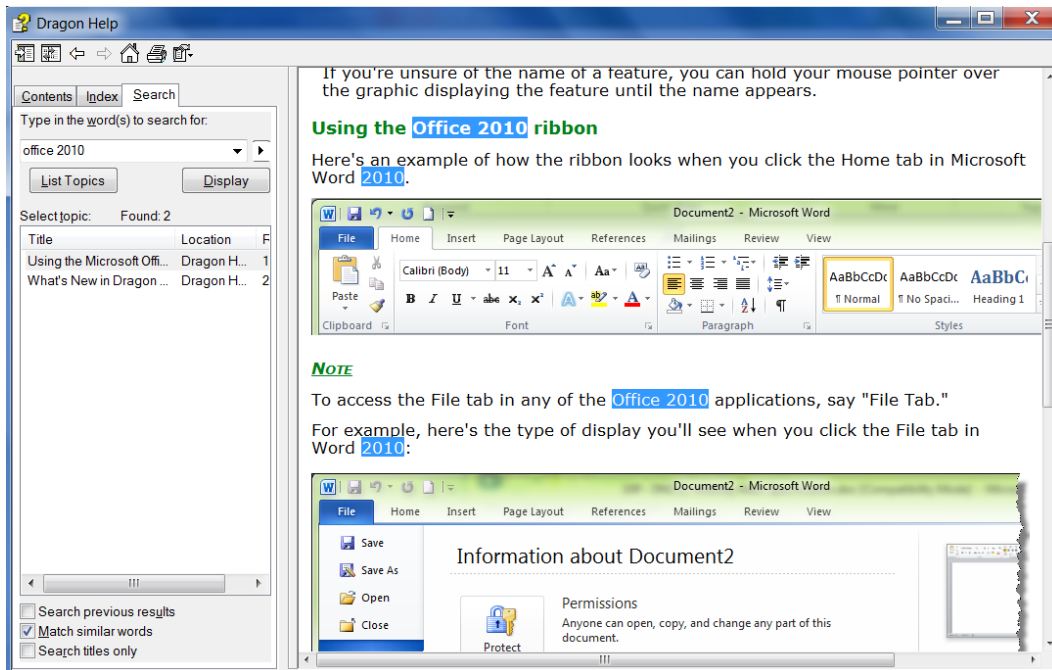 Dragon Help
Contents Index Search
Type in the word(s) to search for:
office 2010
List Topics Display
Select topic: Found: 2
Title Location F
Using the Microsoft Offi... Dragon H... 1
What's New in Dragon ... Dragon H... 2
Search previous results
Match similar words
Search titles only
If you're unsure of the name of a feature, you can hold your mouse pointer over
the graphic displaying the feature until the name appears.
Using the Office 2010 ribbon
Here's an example of how the ribbon looks when you click the Home tab in Microsoft
Word 2010.
Document2 - Microsoft Word
File Home Insert Page Layout References Mailings Review View
Calibri (Body) 11 A A Aa
Paste
B I U abc x₂ x² A ab A
AaBbCcDc AaBbCcDc AaBbC
¶ Normal ¶ No Spaci... Heading 1
Clipboard Font Paragraph Styles
NOTE
To access the File tab in any of the Office 2010 applications, say "File Tab."
For example, here's the type of display you'll see when you click the File tab in
Word 2010:
Document2 - Microsoft Word
File Home Insert Page Layout References Mailings Review View
Save
Save As
Open
Close
Information about Document2
Protect
Permissions
Anyone can open, copy, and change any part of this
document.